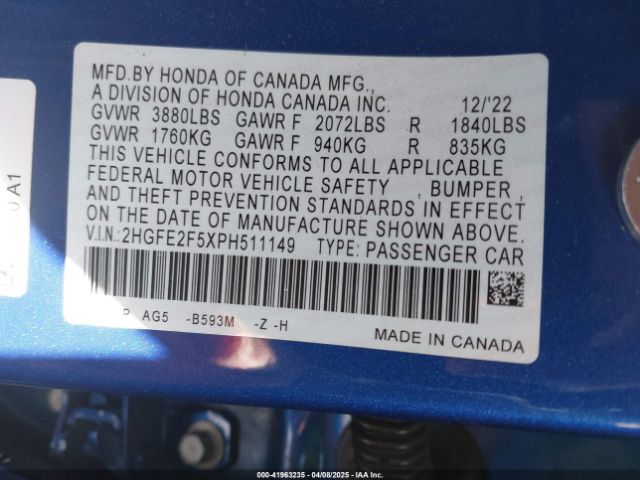 MFD.BY HONDA OF CANADA MFG.,
A DIVISION OF HONDA CANADA INC. 12/'22
GVWR 3880LBS GAWR F 2072LBS R 1840LBS
GVWR 1760KG GAWR F 940KG R 835KG
THIS VEHICLE CONFORMS TO ALL APPLICABLE
FEDERAL MOTOR VEHICLE SAFETY , BUMPER ,
AND THEFT PREVENTION STANDARDS IN EFFECT
ON THE DATE OF MANUFACTURE SHOWN ABOVE.
V.I.N.:2HGFE2F5XPH511149 TYPE: PASSENGER CAR
P AG5 -B593M -Z -H
MADE IN CANADA
A1
000-41963235 - 04/08/2025 - IAA Inc.